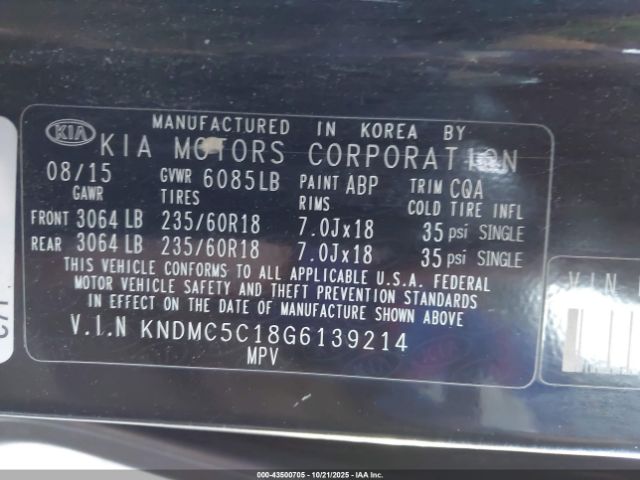 MANUFACTURED IN KOREA BY
KIA KIA MOTORS CORPORATION
08/15 GVWR 6085LB PAINT ABP TRIM CQA
GAWR TIRES RIMS COLD TIRE INFL
FRONT 3064 LB 235/60R18 7.0Jx18 35 psi SINGLE
REAR 3064 LB 235/60R18 7.0Jx18 35 psi SINGLE
THIS VEHICLE CONFORMS TO ALL APPLICABLE U.S.A. FEDERAL
MOTOR VEHICLE SAFETY AND THEFT PREVENTION STANDARDS
IN EFFECT ON THE DATE OF MANUFACTURE SHOWN ABOVE.
V.I.N KNDMC5C18G6139214
MPV
V I N
000-43500705 - 10/21/2025 - IAA Inc.